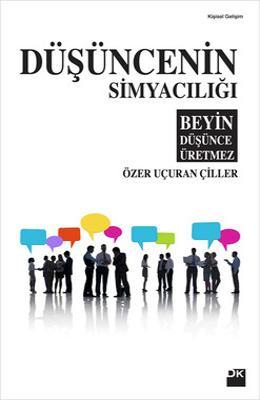 Kişisel Gelişim
DÜŞÜNCENİN
SİMYACILIĞI
BEYİN
DÜŞÜNCE
ÜRETMEZ
ÖZER UÇURAN ÇİLLER
DK